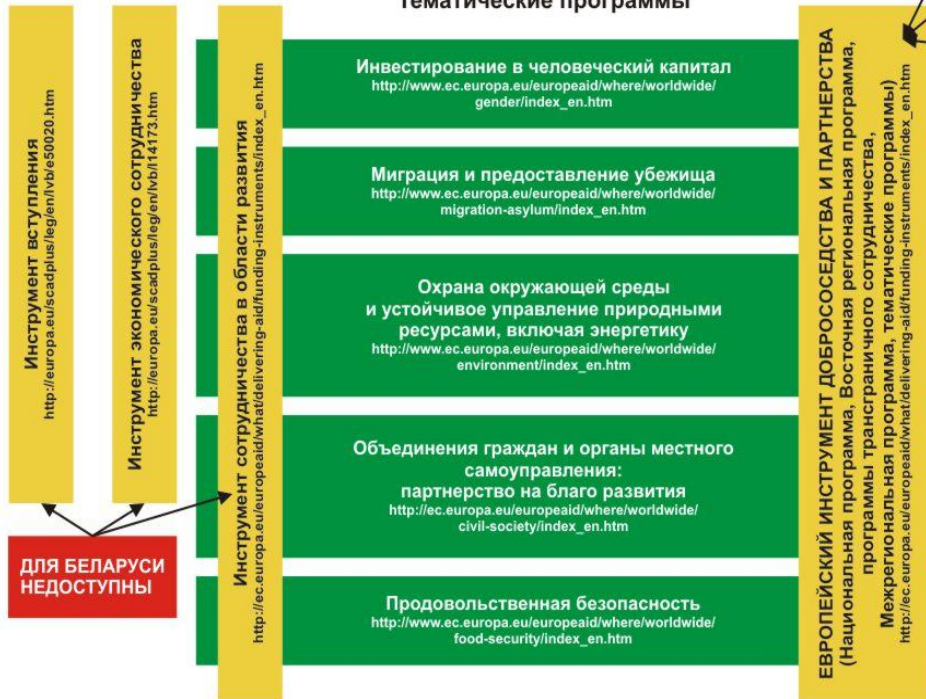 Тематические программы
Инструмент вступления
http://europa.eu/scadplus/leg/en/lvb/e50020.htm
Инструмент экономического сотрудничества
http://europa.eu/scadplus/leg/en/lvb/l14173.htm
Инструмент сотрудничества в области развития
http://ec.europa.eu/europeaid/what/delivering-aid/funding-instruments/index_en.htm
Инвестирование в человеческий капитал
http://www.ec.europa.eu/europeaid/where/worldwide/
gender/index_en.htm
Миграция и предоставление убежища
http://www.ec.europa.eu/europeaid/where/worldwide/
migration-asylum/index_en.htm
Охрана окружающей среды
и устойчивое управление природными
ресурсами, включая энергетику
http://www.ec.europa.eu/europeaid/where/worldwide/
environment/index_en.htm
Объединения граждан и органы местного
самоуправления:
партнерство на благо развития
http://ec.europa.eu/europeaid/where/worldwide/
civil-society/index_en.htm
Продовольственная безопасность
http://www.ec.europa.eu/europeaid/where/worldwide/
food-security/index_en.htm
ЕВРОПЕЙСКИЙ ИНСТРУМЕНТ ДОБРОСОСЕДСТВА И ПАРТНЕРСТВА
(Национальная программа, Восточная региональная программа,
программы трансграничного сотрудничества,
Межрегиональная программа, тематические программы)
http://ec.europa.eu/europeaid/what/delivering-aid/funding-instruments/index_en.htm
ДЛЯ БЕЛАРУСИ
НЕДОСТУПНЫ